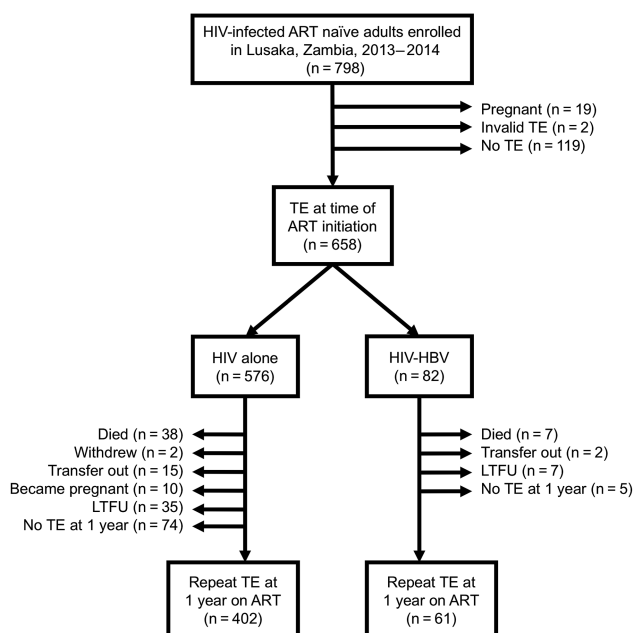 HIV-infected ART naïve adults enrolled
in Lusaka, Zambia, 2013–2014
(n = 798)
Pregnant (n = 19)
Invalid TE (n = 2)
No TE (n = 119)
TE at time of
ART initiation
(n = 658)
HIV alone
(n = 576)
HIV-HBV
(n = 82)
Died (n = 38)
Withdrew (n = 2)
Transfer out (n = 15)
Became pregnant (n = 10)
LTFU (n = 35)
No TE at 1 year (n = 74)
Died (n = 7)
Transfer out (n = 2)
LTFU (n = 7)
No TE at 1 year (n = 5)
Repeat TE at
1 year on ART
(n = 402)
Repeat TE at
1 year on ART
(n = 61)